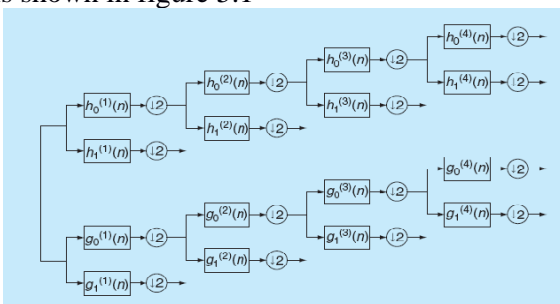 s shown in figure 3.1
h₀⁽⁴⁾(n) ↓2
h₀⁽³⁾(n) ↓2
h₀⁽²⁾(n) ↓2 h₁⁽⁴⁾(n) ↓2
h₀⁽¹⁾(n) ↓2 h₁⁽³⁾(n) ↓2
h₁⁽²⁾(n) ↓2
h₁⁽¹⁾(n) ↓2
g₀⁽⁴⁾(n) ↓2
g₀⁽³⁾(n) ↓2
g₀⁽²⁾(n) ↓2 g₁⁽⁴⁾(n) ↓2
g₀⁽¹⁾(n) ↓2 g₁⁽³⁾(n) ↓2
g₁⁽²⁾(n) ↓2
g₁⁽¹⁾(n) ↓2